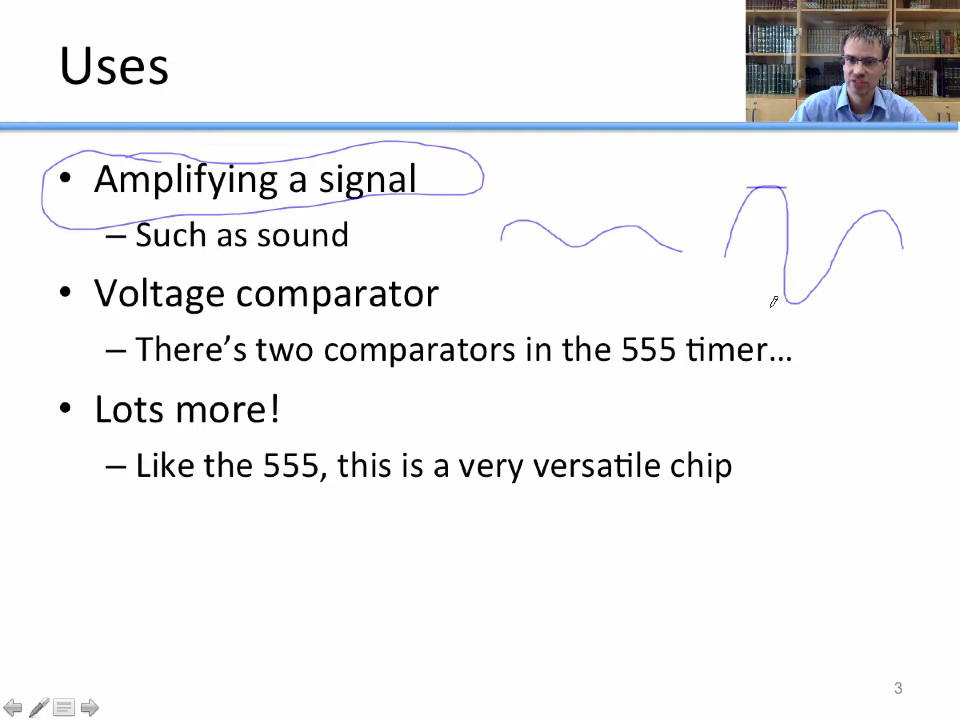 Uses
• Amplifying a signal
– Such as sound
• Voltage comparator
– There’s two comparators in the 555 timer…
• Lots more!
– Like the 555, this is a very versatile chip
3